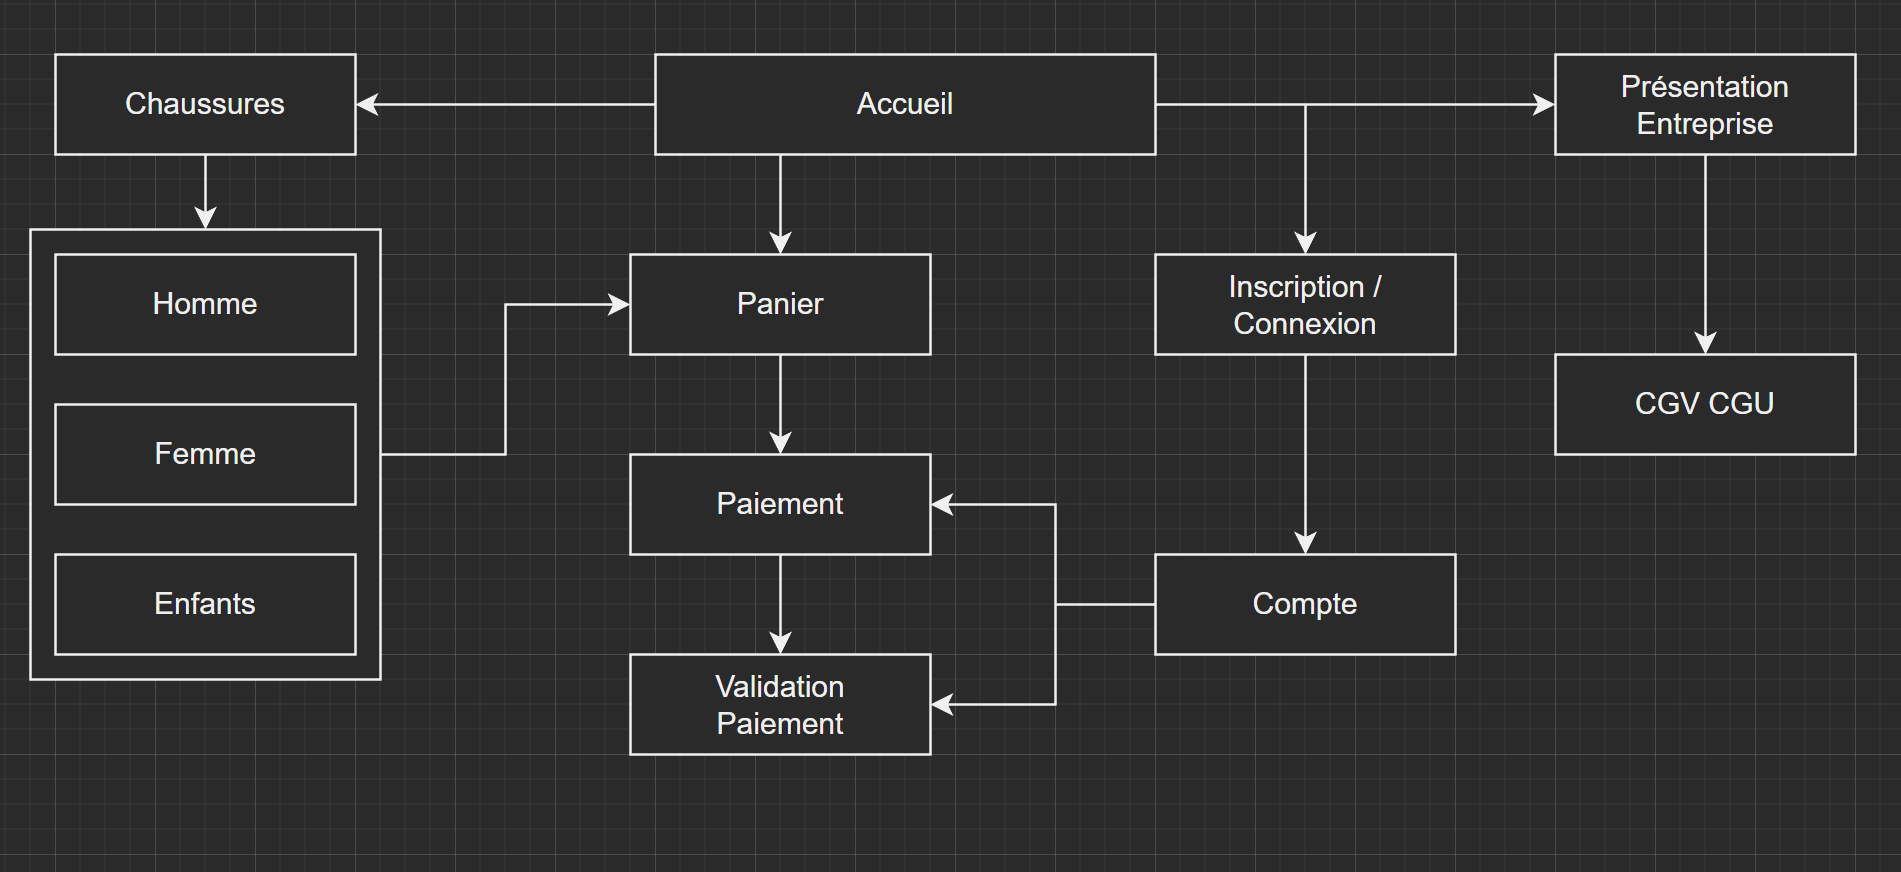 Chaussures
Accueil
Présentation
Entreprise
Homme
Panier
Inscription /
Connexion
CGV CGU
Femme
Paiement
Enfants
Compte
Validation
Paiement